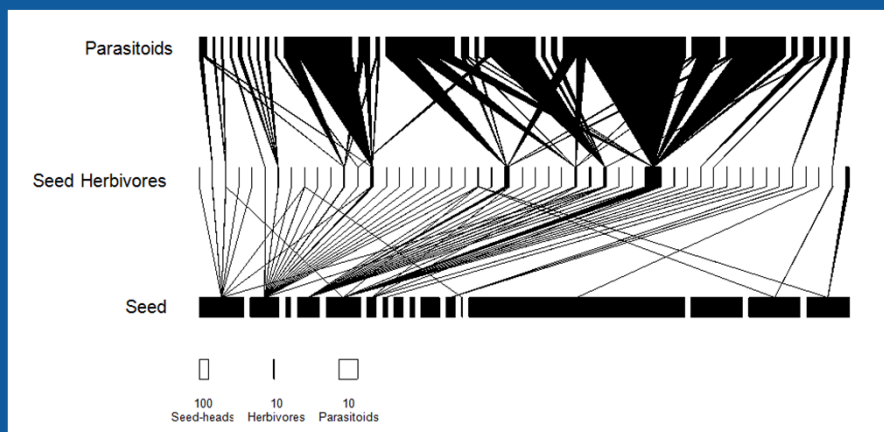 Parasitoids
Seed Herbivores
Seed
100 10 10
Seed-heads Herbivores Parasitoids